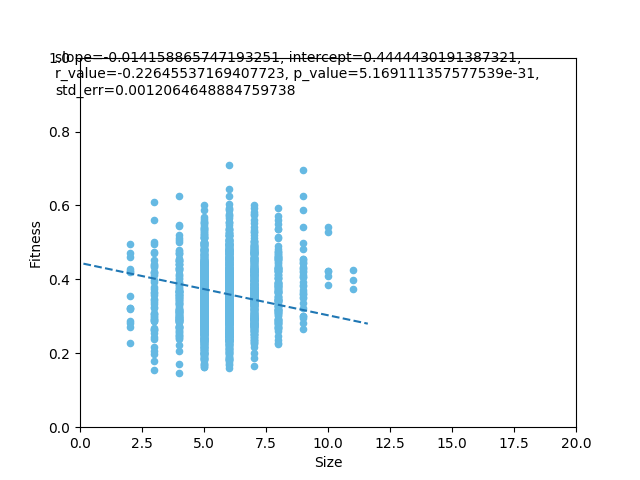 slope=-0.014158865747193251, intercept=0.4444430191387321,
r_value=-0.22645537169407723, p_value=5.169111357577539e-31,
std_err=0.0012064648884759738
1.0
0.8
0.6
0.4
0.2
0.0
Fitness
0.0 2.5 5.0 7.5 10.0 12.5 15.0 17.5 20.0
Size